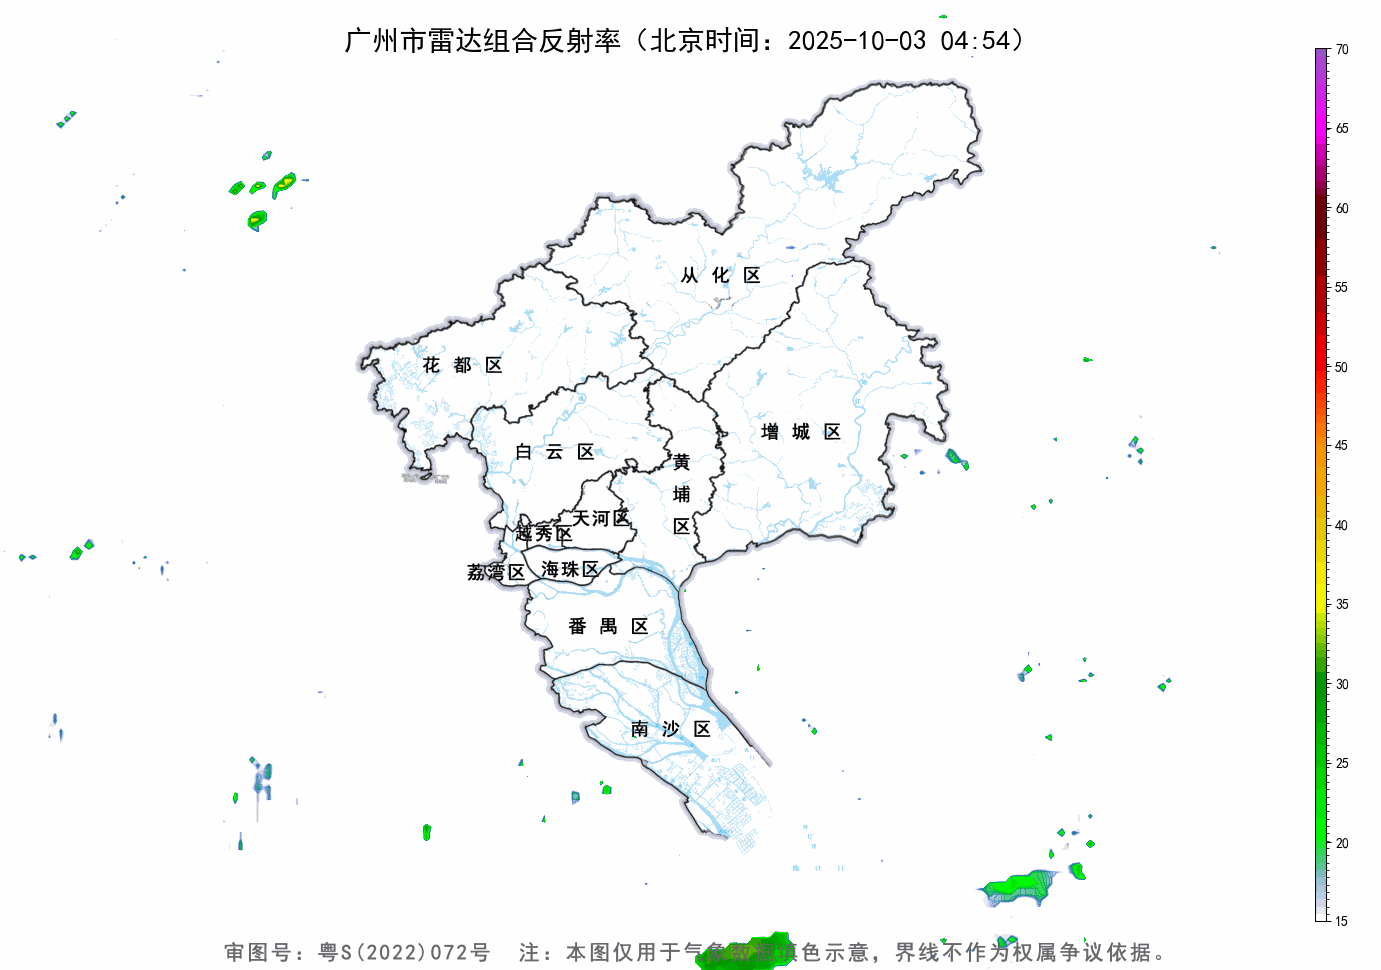 广州市雷达组合反射率（北京时间：2025-10-03 04:54）
70
65
60
55
50
45
40
35
30
25
20
15
从化区
花都区
增城区
白云区
黄埔区
天河区
越秀区
荔湾区
海珠区
番禺区
南沙区
审图号：粤S(2022)072号 注：本图仅用于气象数据填色示意，界线不作为权属争议依据。